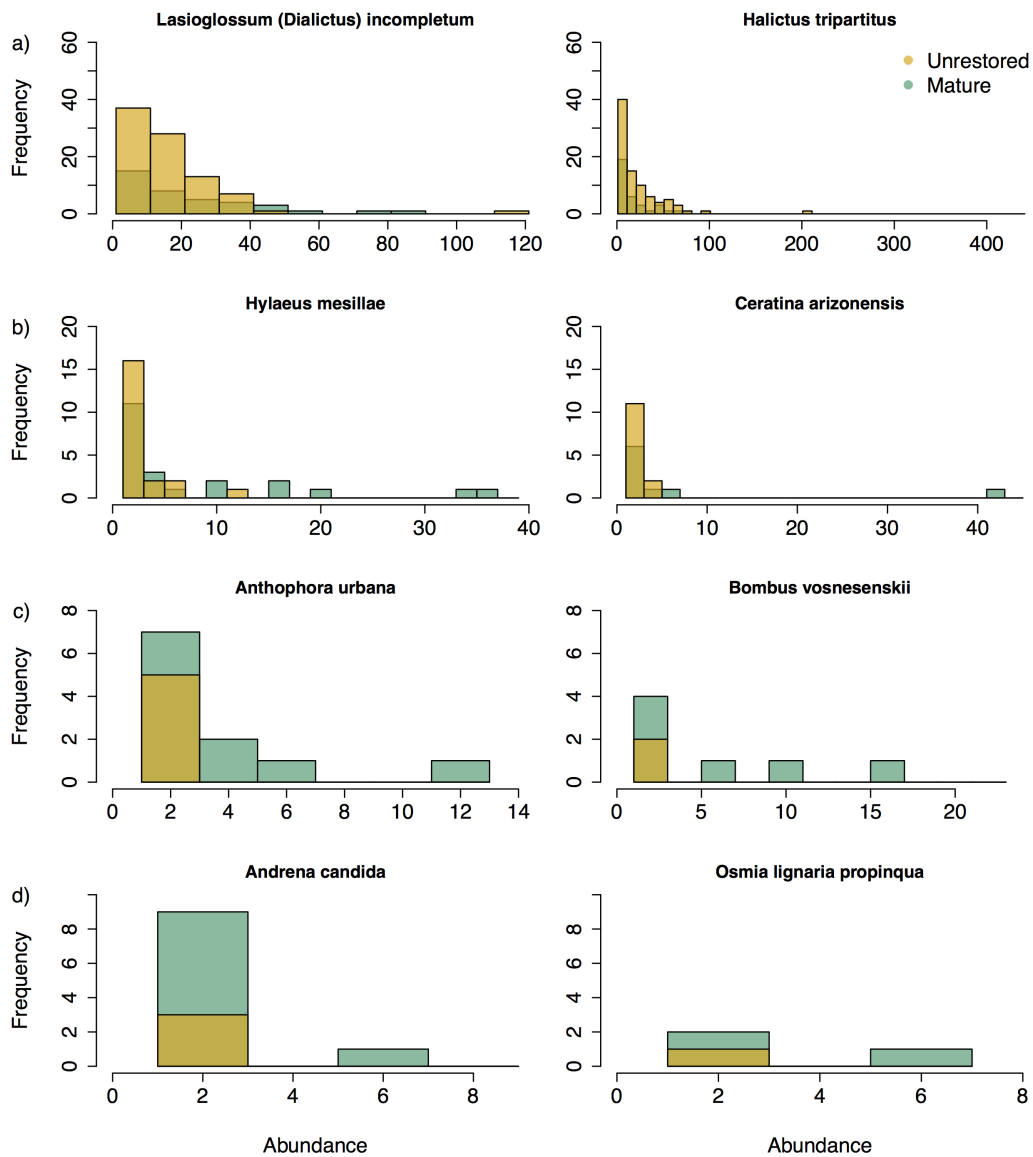 Lasioglossum (Dialictus) incompletum
Halictus tripartitus
a)
Frequency
0 20 40 60
0 20 40 60 80 100 120
0 20 40 60
0 100 200 300 400
Unrestored
Mature
Hylaeus mesillae
Ceratina arizonensis
b)
Frequency
0 5 10 15 20
0 10 20 30 40
0 5 10 15 20
0 10 20 30 40
Anthophora urbana
Bombus vosnesenskii
c)
Frequency
0 2 4 6 8
0 2 4 6 8 10 12 14
0 2 4 6 8
0 5 10 15 20
Andrena candida
Osmia lignaria propinqua
d)
Frequency
0 2 4 6 8
0 2 4 6 8
0 2 4 6 8
0 2 4 6 8
Abundance
Abundance